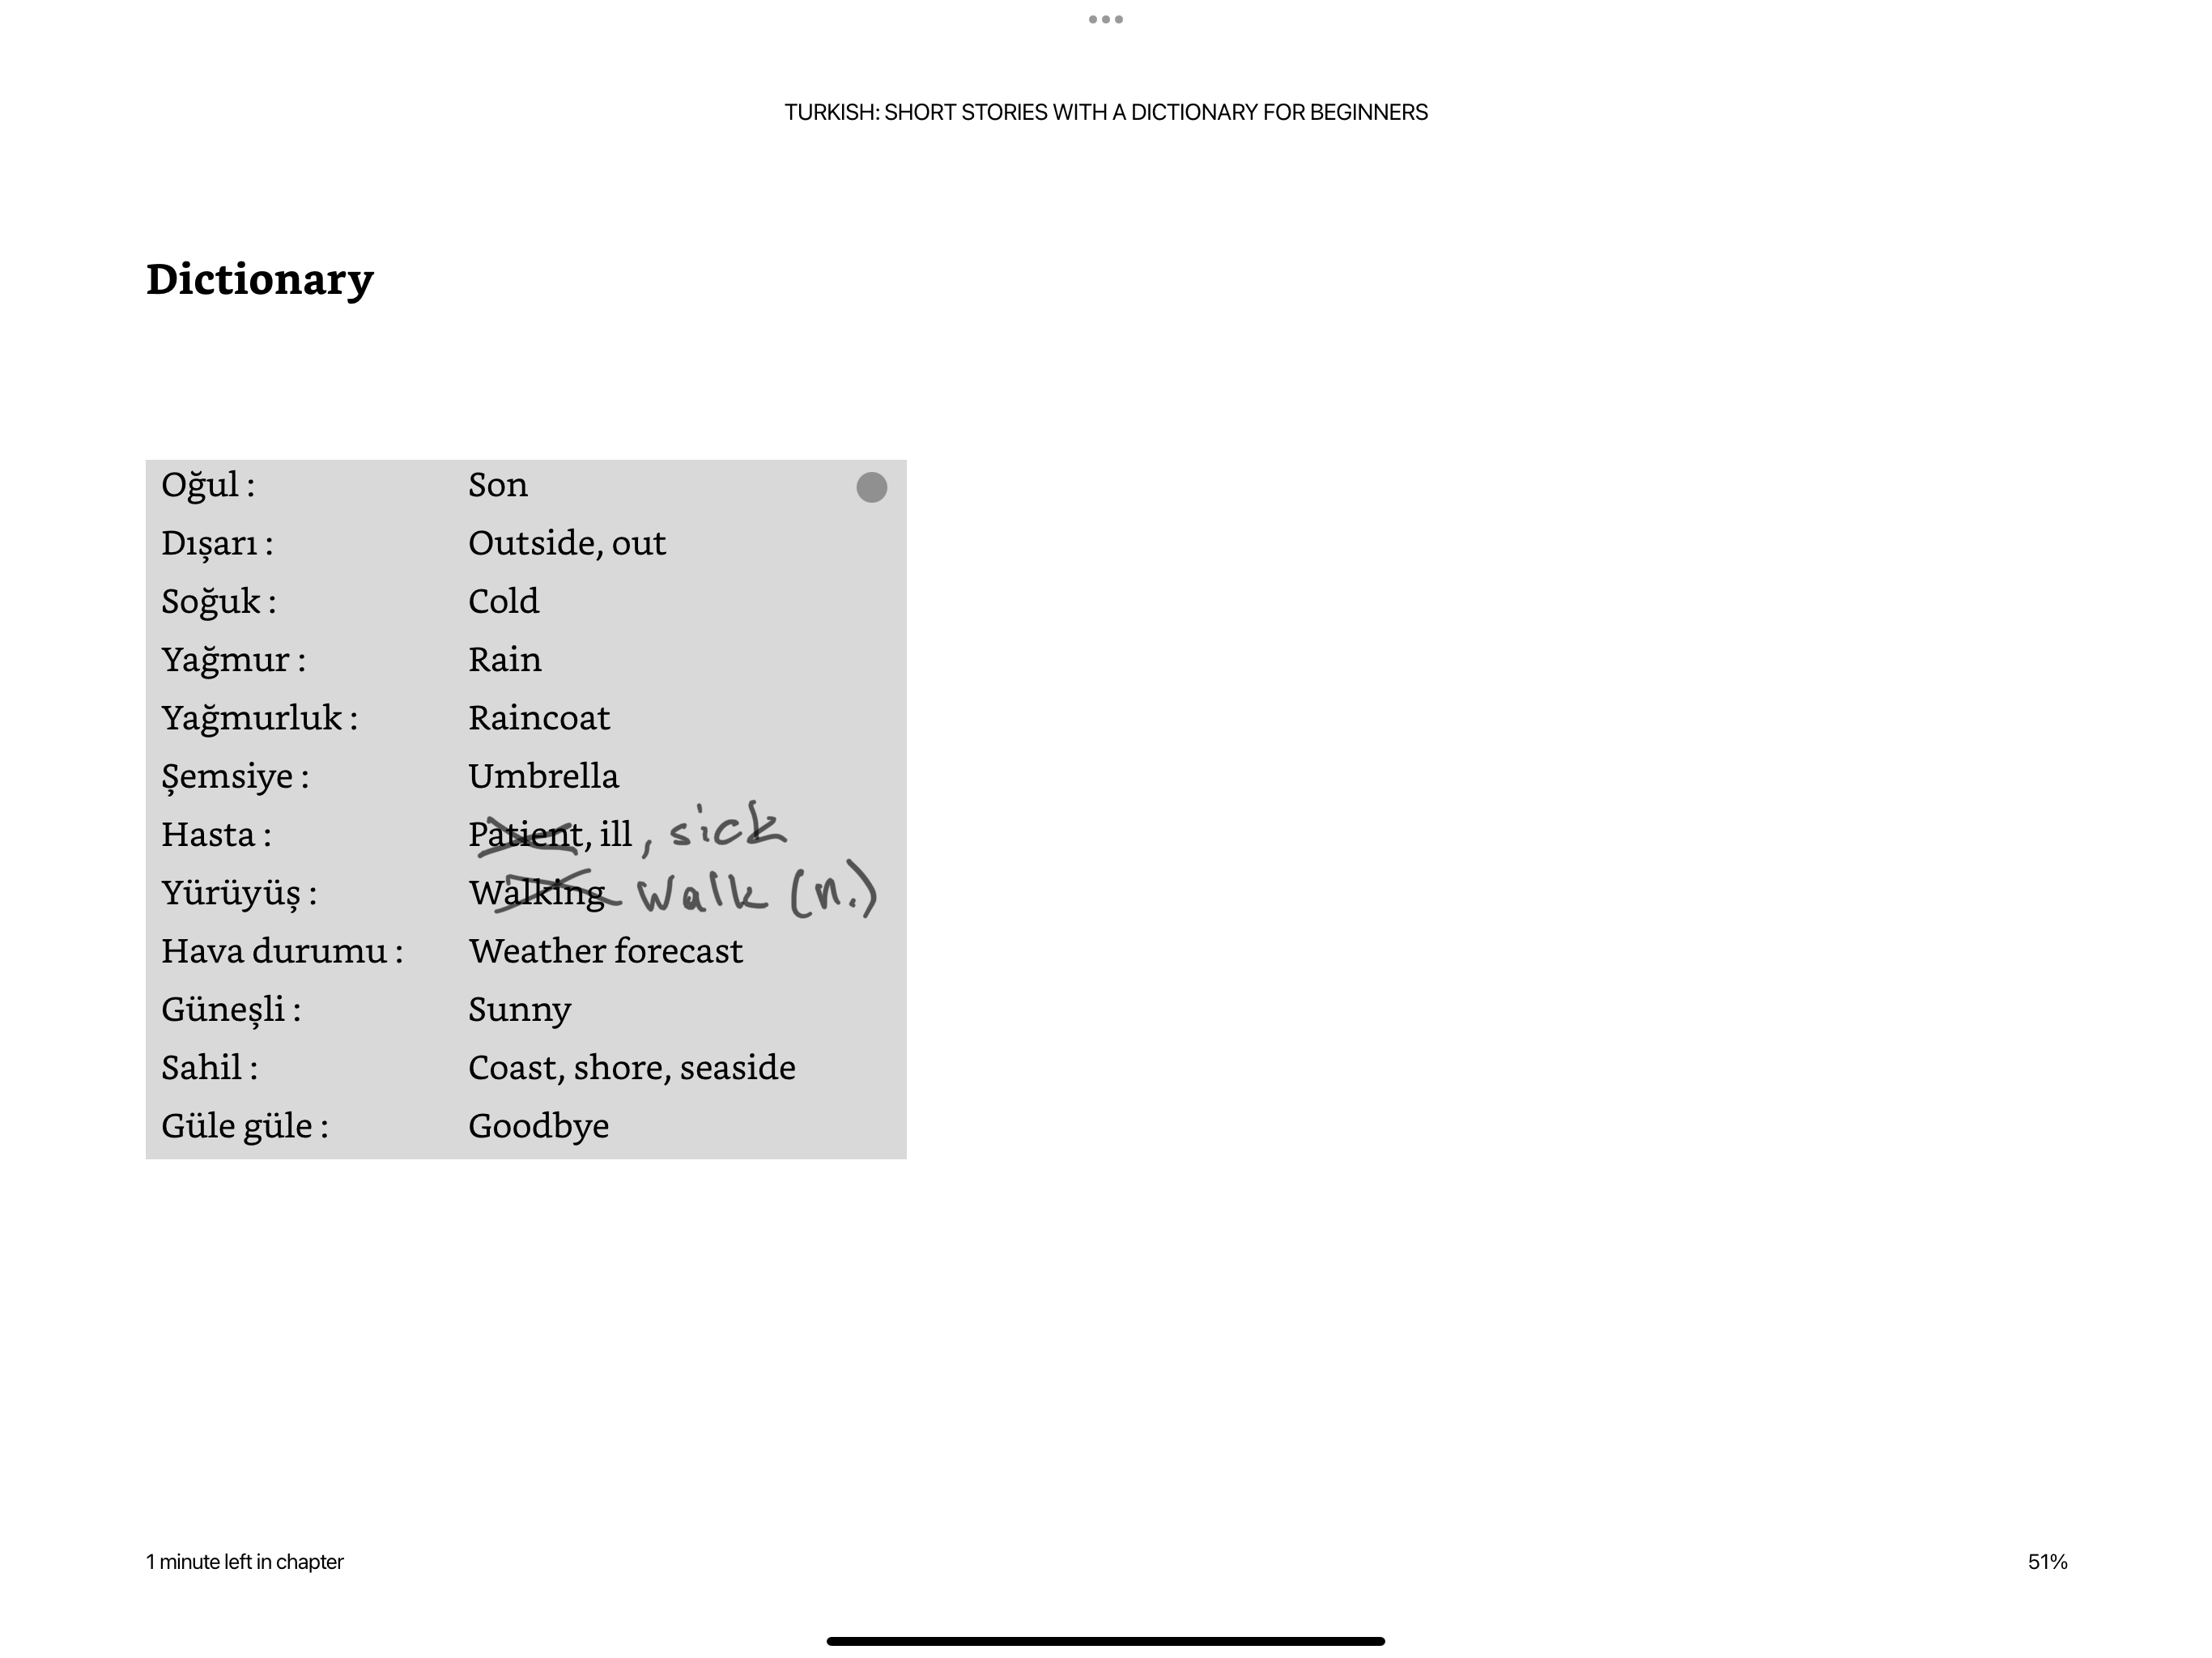 TURKISH: SHORT STORIES WITH A DICTIONARY FOR BEGINNERS
Dictionary
Oğul : Son
Dışarı : Outside, out
Soğuk : Cold
Yağmur : Rain
Yağmurluk : Raincoat
Şemsiye : Umbrella
Hasta : Patient, ill, sick
Yürüyüş : Walking walk (n.)
Hava durumu : Weather forecast
Güneşli : Sunny
Sahil : Coast, shore, seaside
Güle güle : Goodbye
1 minute left in chapter 51%